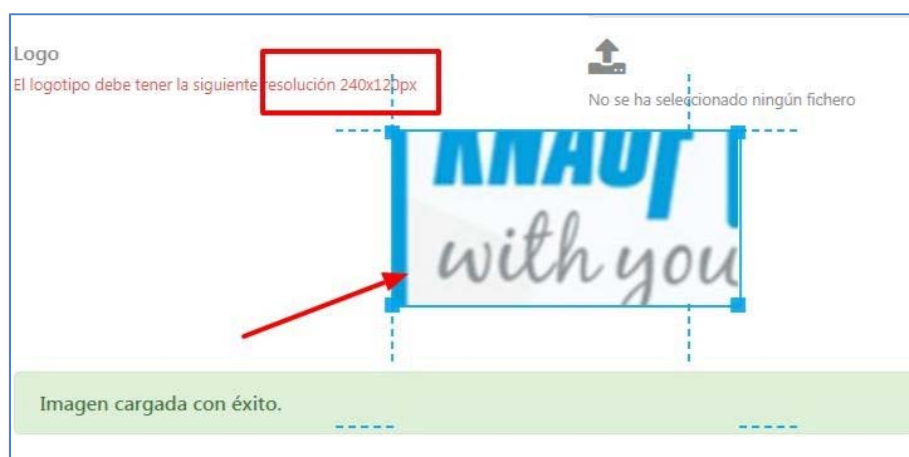 Logo
El logotipo debe tener la siguiente resolución 240x120px
No se ha seleccionado ningún fichero
KNAUF
with you
Imagen cargada con éxito.